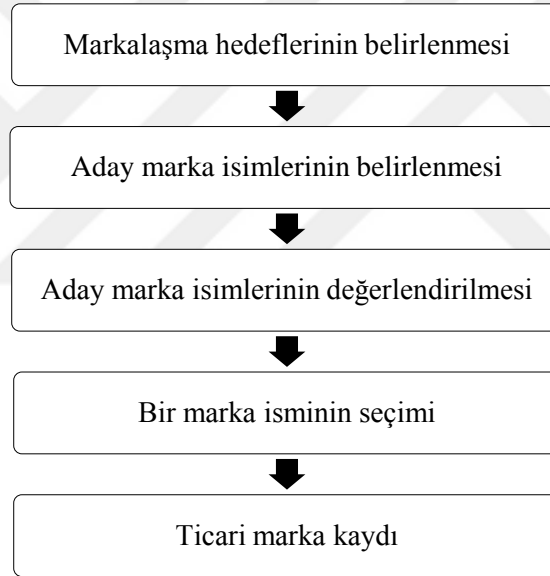 Markalaşma hedeflerinin belirlenmesi
Aday marka isimlerinin belirlenmesi
Aday marka isimlerinin değerlendirilmesi
Bir marka isminin seçimi
Ticari marka kaydı